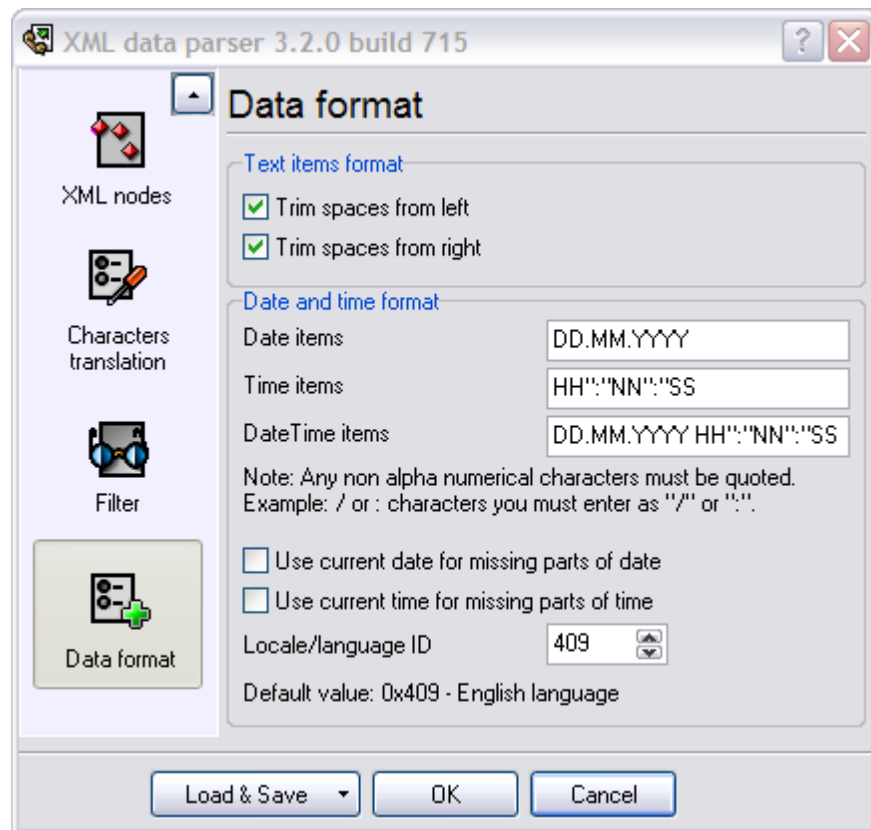 XML data parser 3.2.0 build 715
XML nodes
Characters
translation
Filter
Data format
Data format
Text items format
Trim spaces from left
Trim spaces from right
Date and time format
Date items
DD.MM.YYYY
Time items
HH":"NN":"SS
DateTime items
DD.MM.YYYY HH":"NN":"SS
Note: Any non alpha numerical characters must be quoted.
Example: / or : characters you must enter as "/" or ":".
Use current date for missing parts of date
Use current time for missing parts of time
Locale/language ID
409
Default value: 0x409 - English language
Load & Save
OK
Cancel